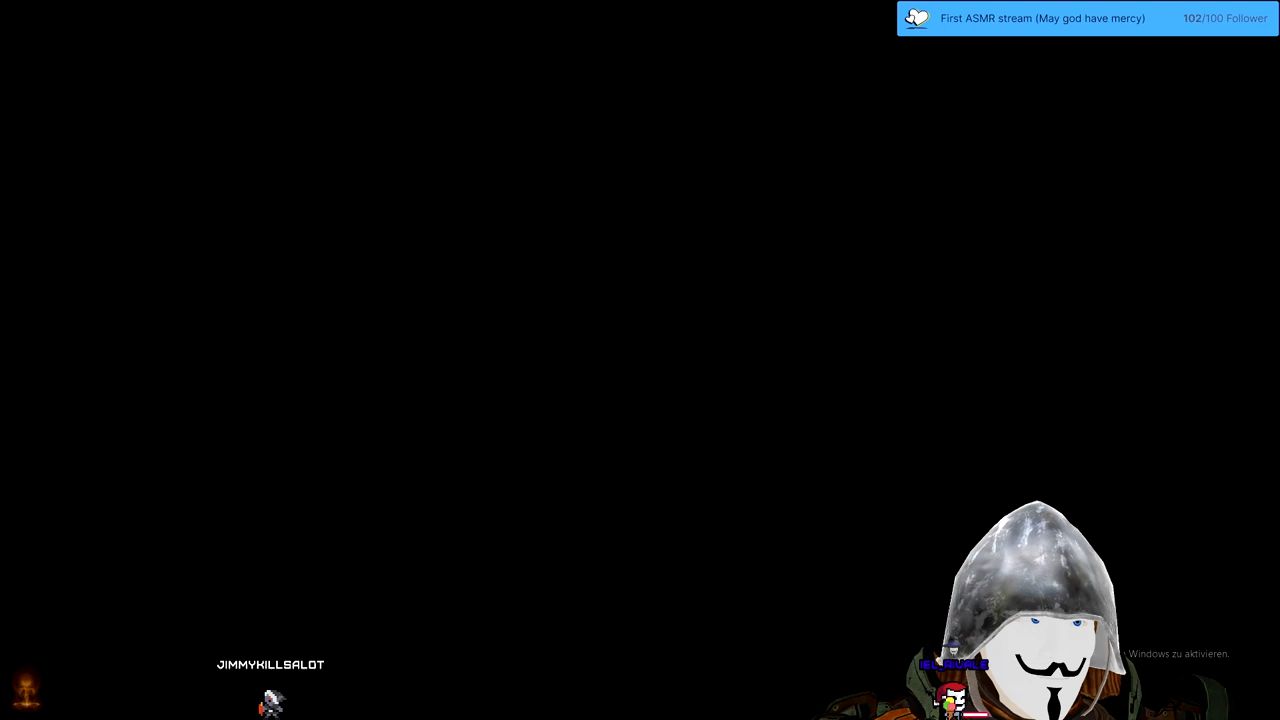 First ASMR stream (May god have mercy) 102/100 Follower
Windows zu aktivieren.
JIMMYKILLSALOT